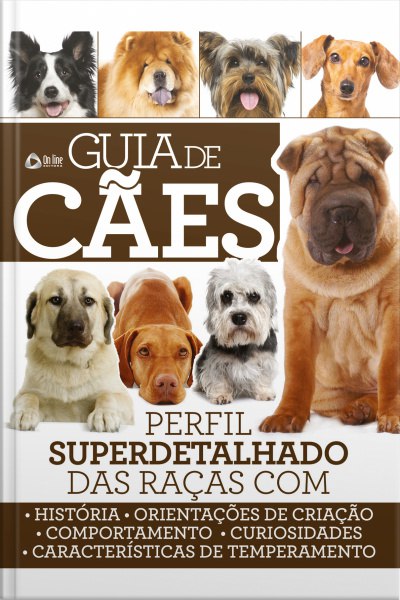 On line
EDITORA
GUIA DE
CÃES
PERFIL
SUPERDETALHADO
DAS RAÇAS COM
• HISTÓRIA • ORIENTAÇÕES DE CRIAÇÃO
• COMPORTAMENTO • CURIOSIDADES
• CARACTERÍSTICAS DE TEMPERAMENTO